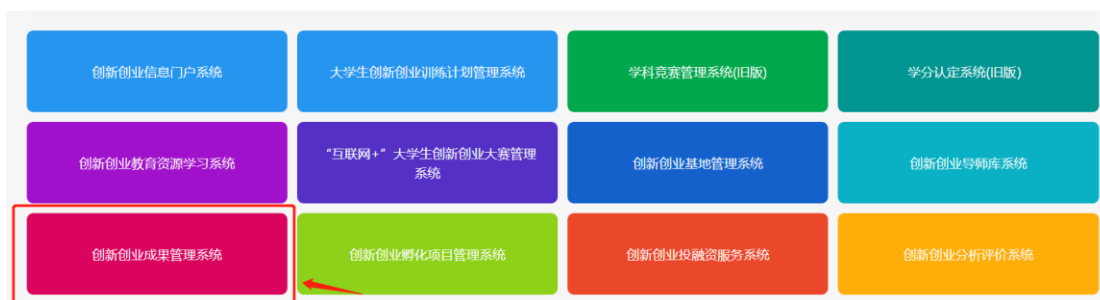 创新创业信息门户系统
大学生创新创业训练计划管理系统
学科竞赛管理系统(旧版)
学分认定系统(旧版)
创新创业教育资源学习系统
“互联网+”大学生创新创业大赛管理
系统
创新创业基地管理系统
创新创业导师库系统
创新创业成果管理系统
创新创业孵化项目管理系统
创新创业投融资服务系统
创新创业分析评价系统